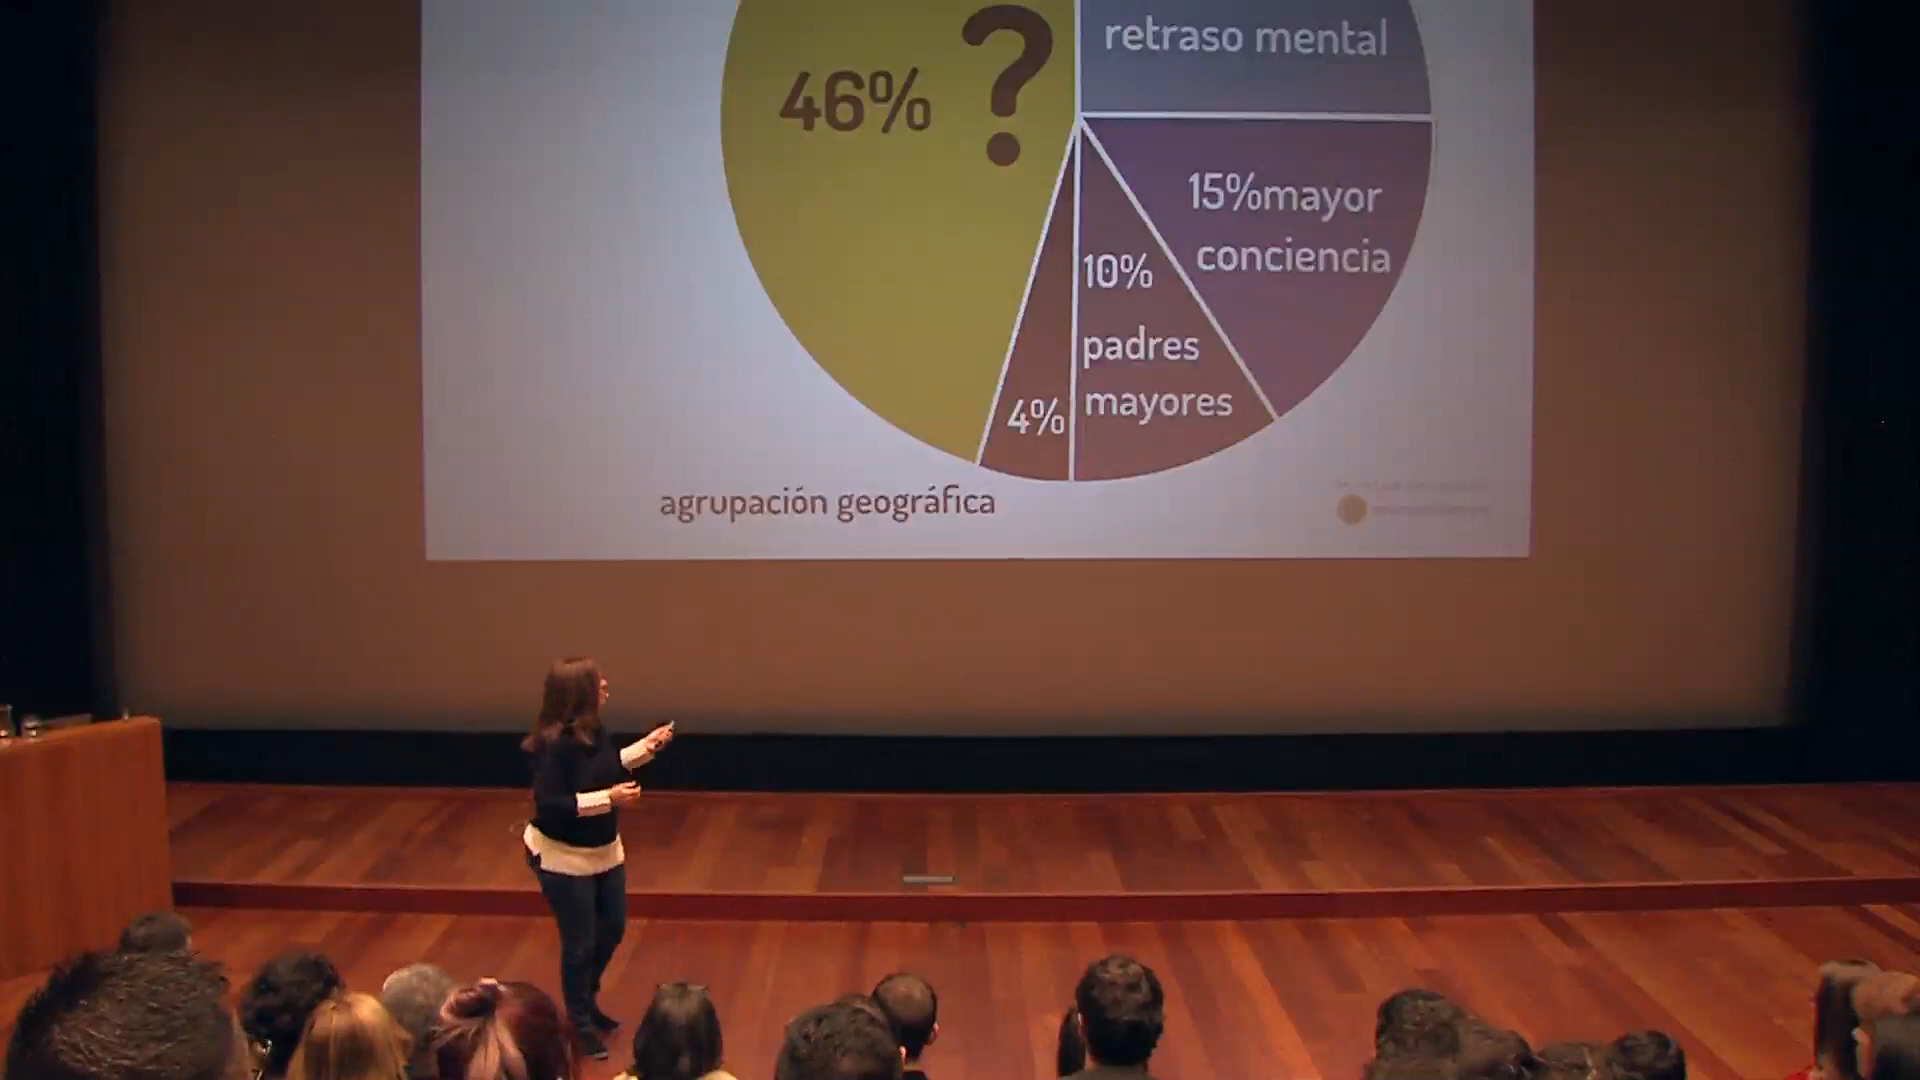 retraso mental
46% ?
15%mayor
conciencia
10%
padres
mayores
4%
agrupación geográfica